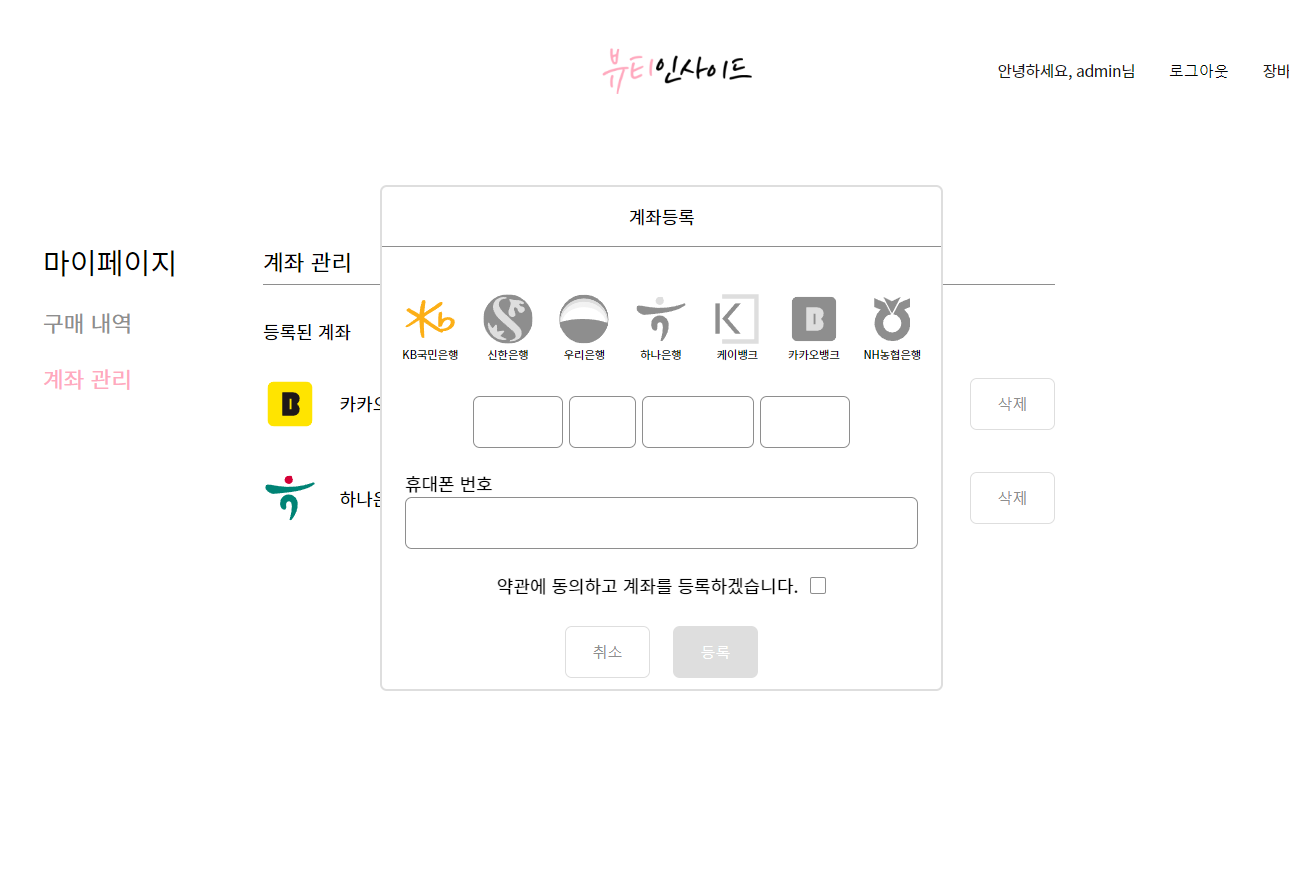 뷰티인사이드
안녕하세요, admin님 로그아웃 장바
마이페이지
구매 내역
계좌 관리
계좌 관리
등록된 계좌
카카
삭제
하나
삭제
계좌등록
KB국민은행 신한은행 우리은행 하나은행 케이뱅크 카카오뱅크 NH농협은행
휴대폰 번호
약관에 동의하고 계좌를 등록하겠습니다.
취소 등록